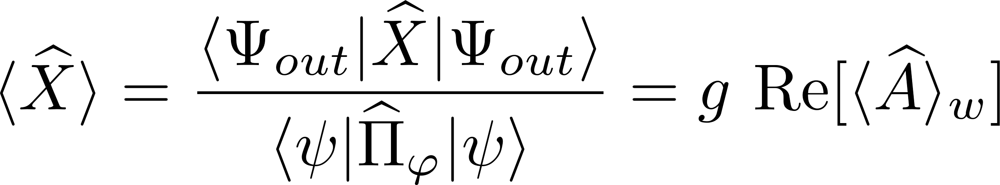 ⟨X̂⟩ = ⟨Ψ_out|X̂|Ψ_out⟩ / ⟨ψ|Π̂_φ|ψ⟩ = g Re[⟨Â⟩_w]